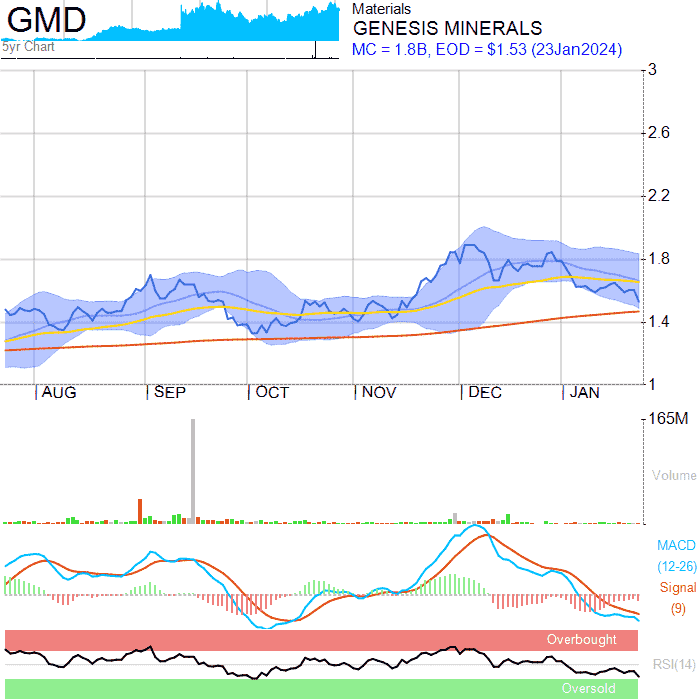 GMD
5yr Chart
Materials
GENESIS MINERALS
MC = 1.8B, EOD = $1.53 (23Jan2024)
3
2.6
2.2
1.8
1.4
1
AUG SEP OCT NOV DEC JAN
165M
Volume
MACD
(12-26)
Signal
(9)
Overbought
RSI(14)
Oversold